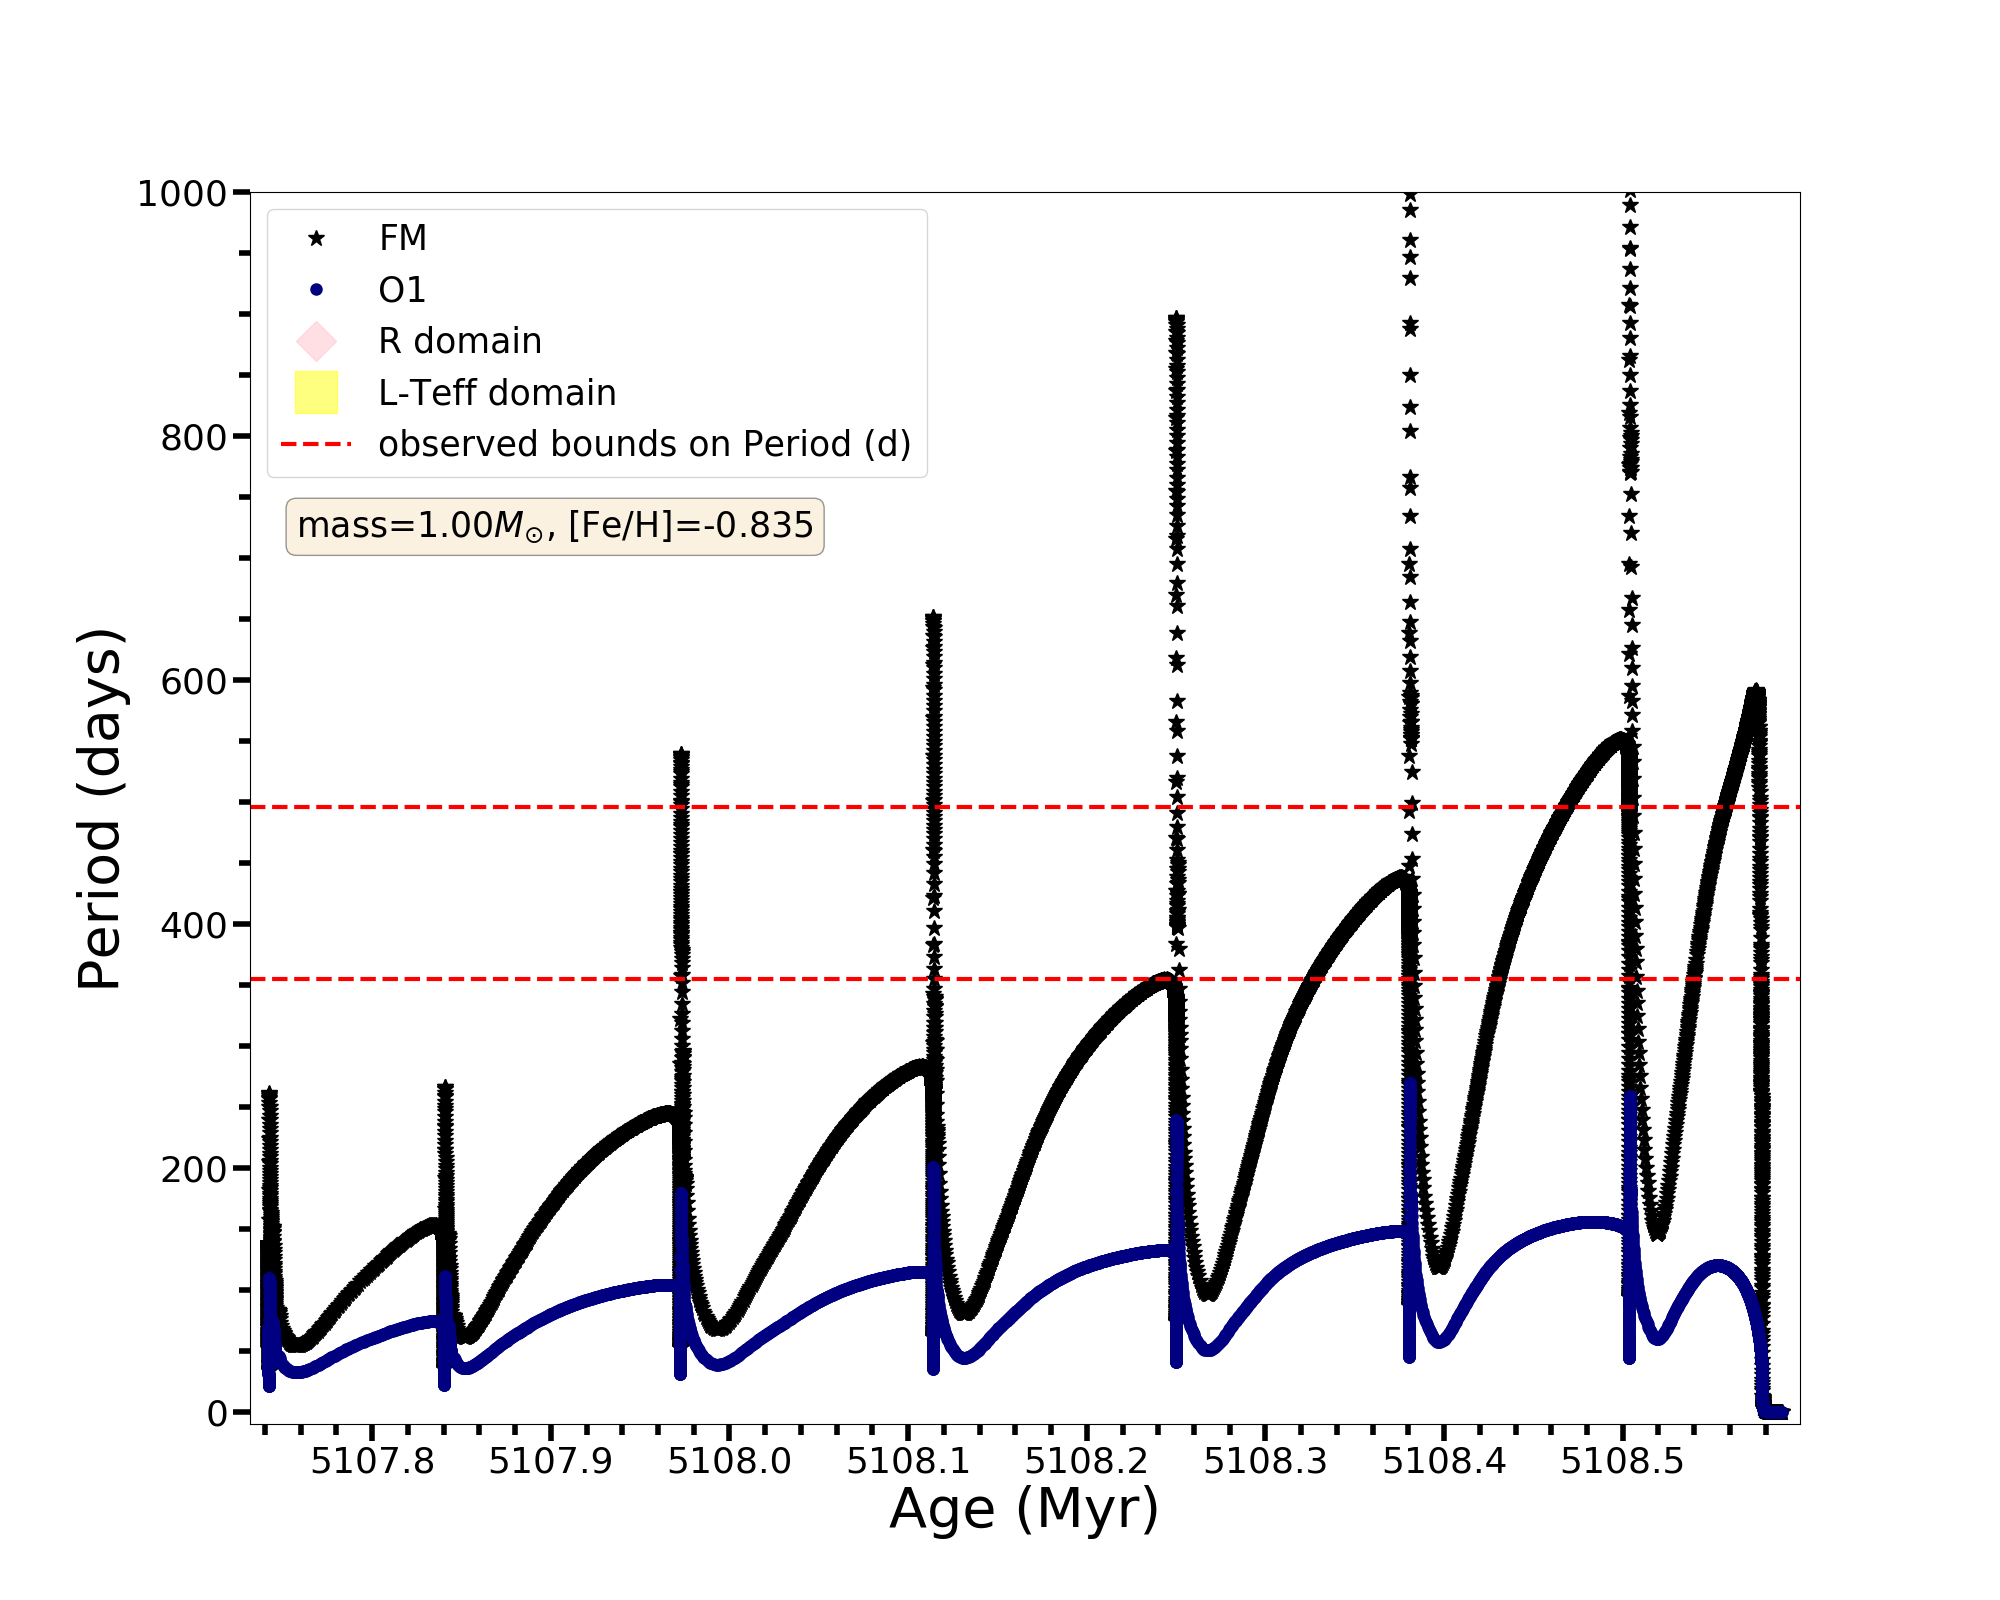 FM
O1
R domain
L-Teff domain
observed bounds on Period (d)
mass=1.00M⊙, [Fe/H]=-0.835
Period (days)
1000
800
600
400
200
0
5107.8 5107.9 5108.0 5108.1 5108.2 5108.3 5108.4 5108.5
Age (Myr)